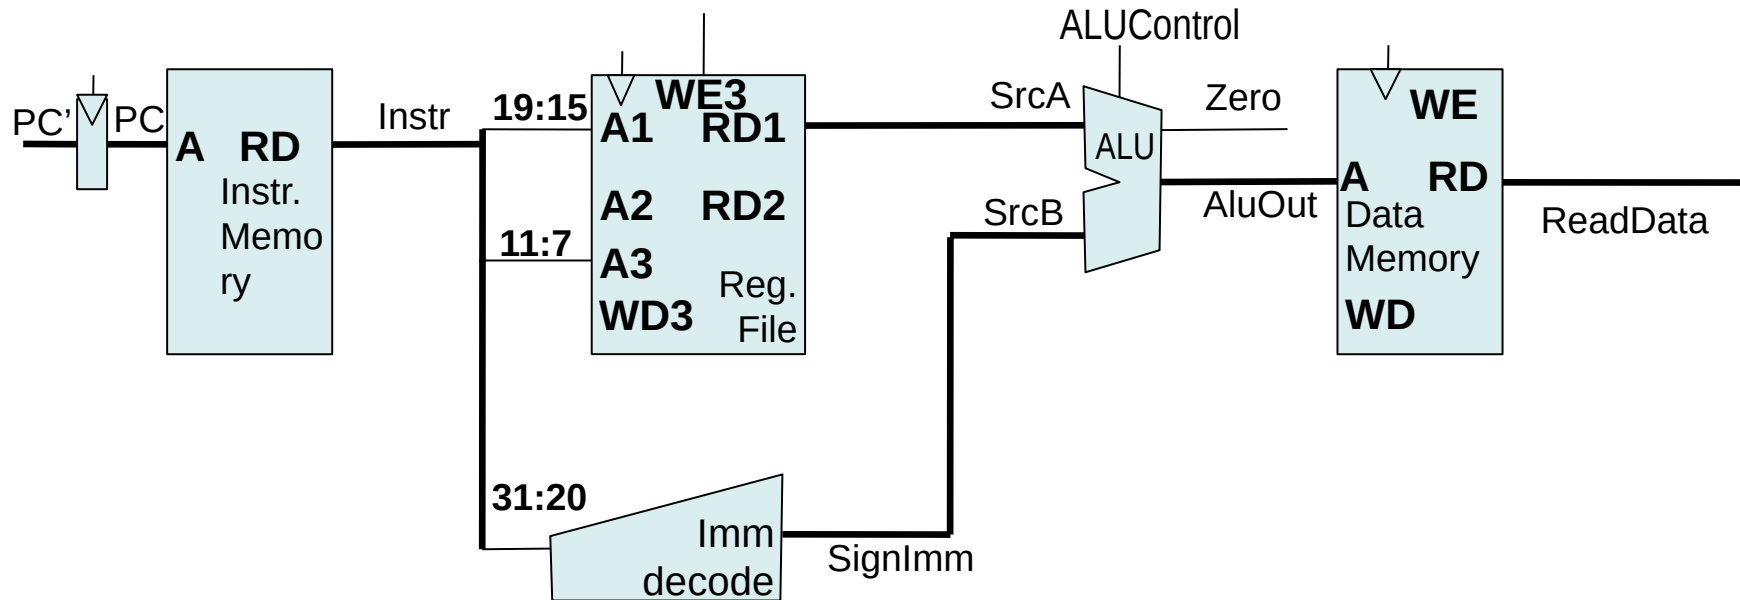 PC’
PC
A RD
Instr.
Memo
ry
Instr
19:15
11:7
31:20
WE3
A1 RD1
A2 RD2
A3
WD3
Reg.
File
Imm
decode
SignImm
SrcA
SrcB
ALUControl
ALU
Zero
AluOut
WE
A RD
Data
Memory
WD
ReadData